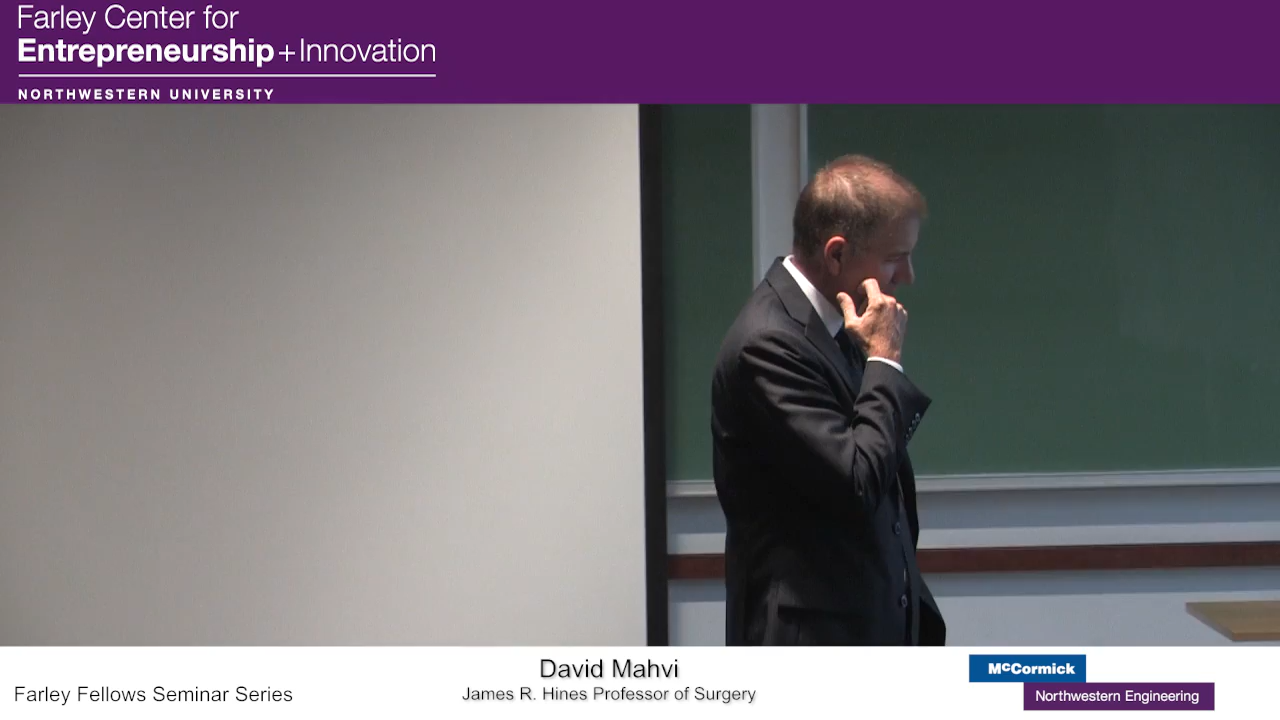 Farley Center for
Entrepreneurship+Innovation
NORTHWESTERN UNIVERSITY
David Mahvi
James R. Hines Professor of Surgery
Farley Fellows Seminar Series
McCormick
Northwestern Engineering